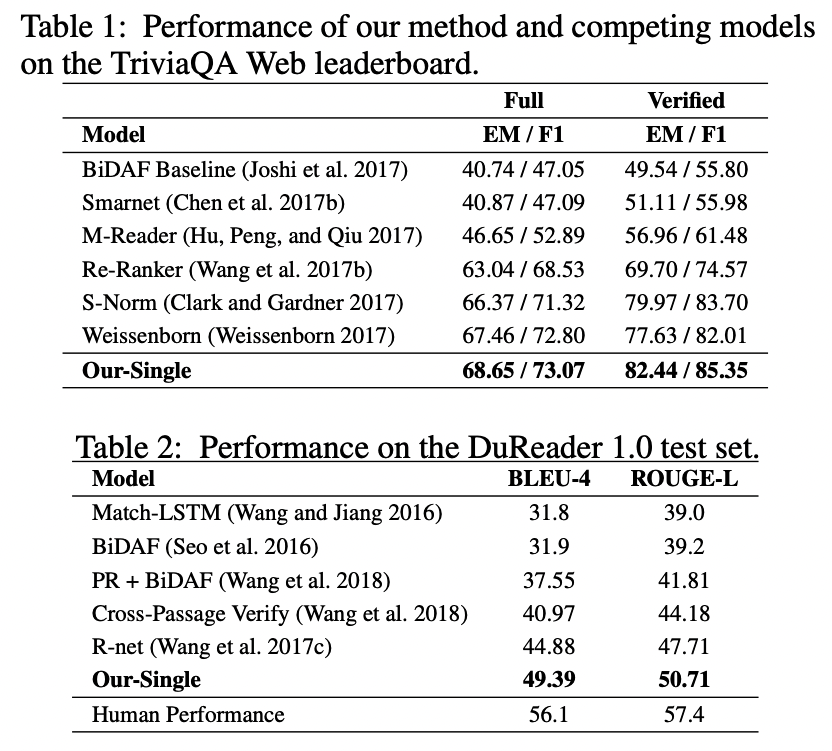 Table 1: Performance of our method and competing models
on the TriviaQA Web leaderboard.
Full Verified
Model EM / F1 EM / F1
BiDAF Baseline (Joshi et al. 2017) 40.74 / 47.05 49.54 / 55.80
Smarnet (Chen et al. 2017b) 40.87 / 47.09 51.11 / 55.98
M-Reader (Hu, Peng, and Qiu 2017) 46.65 / 52.89 56.96 / 61.48
Re-Ranker (Wang et al. 2017b) 63.04 / 68.53 69.70 / 74.57
S-Norm (Clark and Gardner 2017) 66.37 / 71.32 79.97 / 83.70
Weissenborn (Weissenborn 2017) 67.46 / 72.80 77.63 / 82.01
Our-Single 68.65 / 73.07 82.44 / 85.35
Table 2: Performance on the DuReader 1.0 test set.
Model BLEU-4 ROUGE-L
Match-LSTM (Wang and Jiang 2016) 31.8 39.0
BiDAF (Seo et al. 2016) 31.9 39.2
PR + BiDAF (Wang et al. 2018) 37.55 41.81
Cross-Passage Verify (Wang et al. 2018) 40.97 44.18
R-net (Wang et al. 2017c) 44.88 47.71
Our-Single 49.39 50.71
Human Performance 56.1 57.4